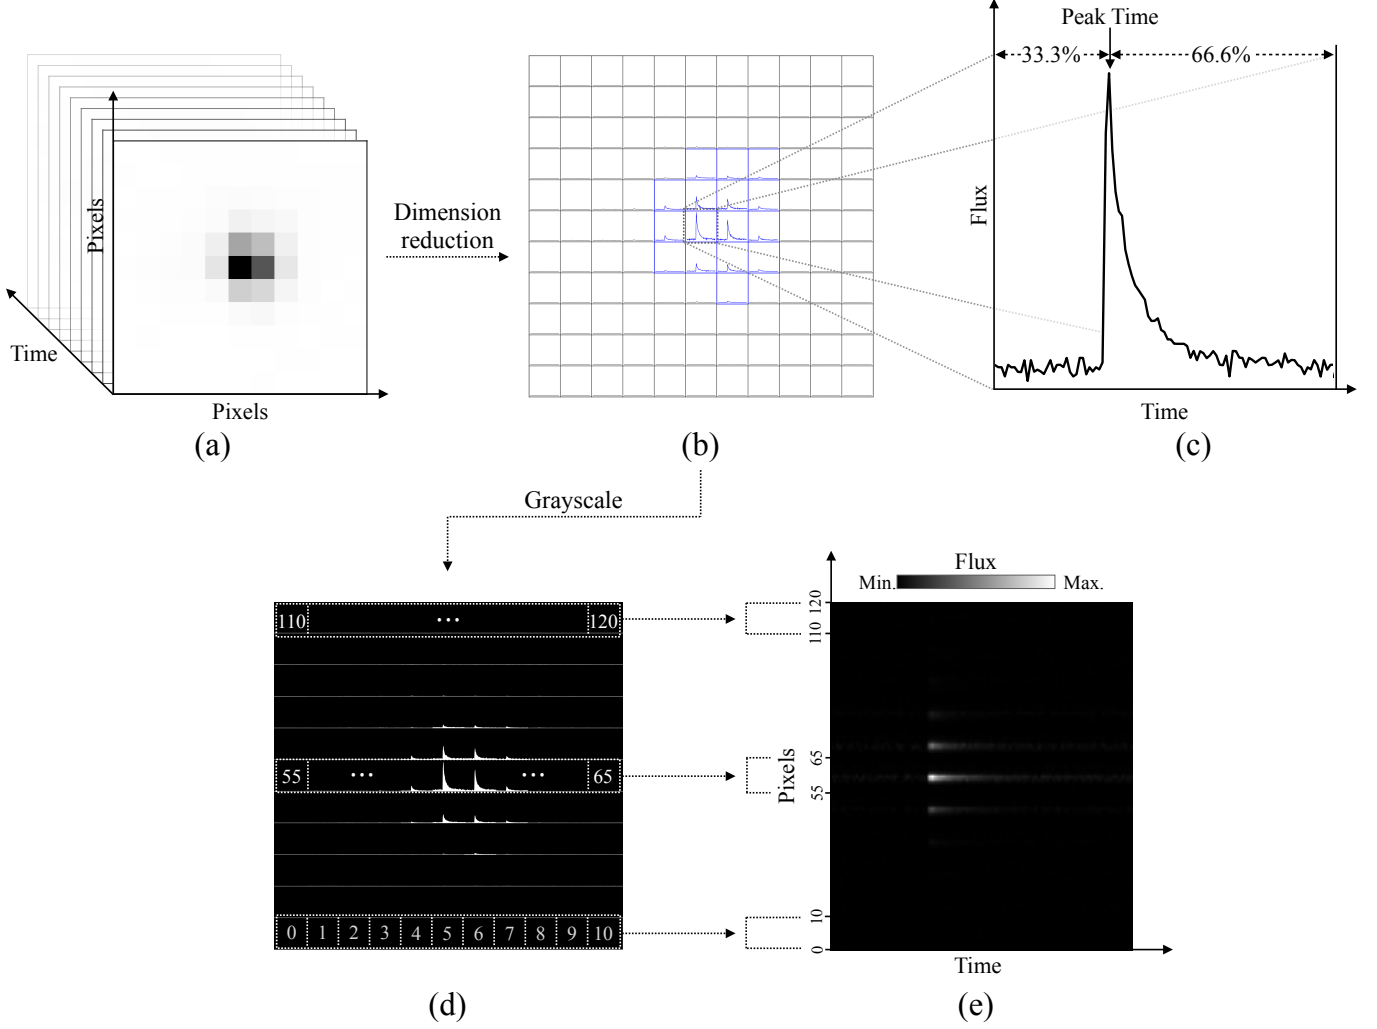 Flux
Peak Time
33.3%
66.6%
Pixels
Time
Pixels
(a)
Dimension
reduction
(b)
Flux
Time
(c)
Grayscale
110
•••
120
55
•••
•••
65
0 1 2 3 4 5 6 7 8 9 10
(d)
Flux
Min.
Max.
Pixels
120
110
65
55
10
0
Time
(e)